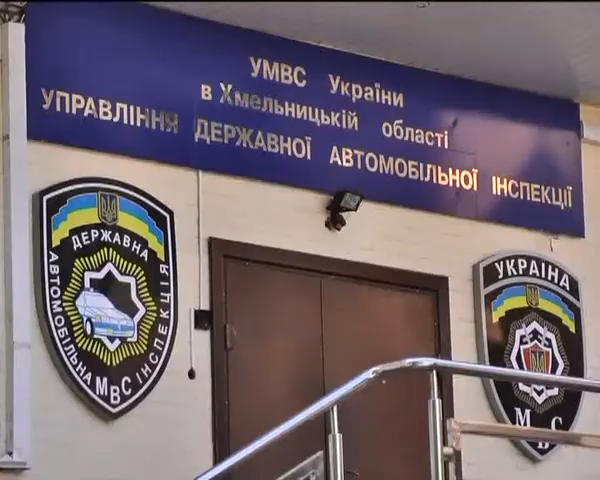 УМВС України
в Хмельницькій області
УПРАВЛІННЯ ДЕРЖАВНОЇ АВТОМОБІЛЬНОЇ ІНСПЕКЦІЇ
ДЕРЖАВНА
АВТОМОБІЛЬНА МВС ІНСПЕКЦІЯ
УКРАЇНА
МВС